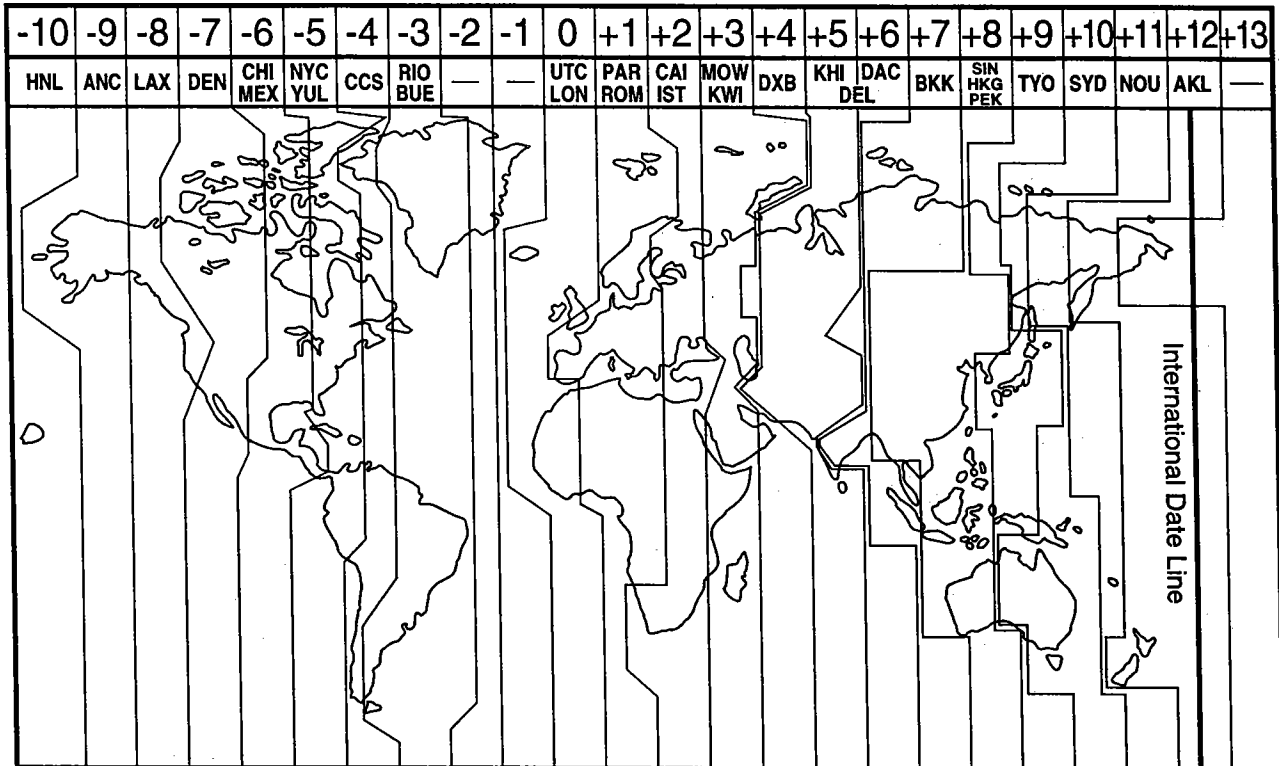 -10 -9 -8 -7 -6 -5 -4 -3 -2 -1 0 +1 +2 +3 +4 +5 +6 +7 +8 +9 +10 +11 +12 +13
HNL ANC LAX DEN CHI MEX NYC YUL CCS RIO BUE — — UTC LON PAR ROM CAI IST MOW KWI DXB KHI DEL DAC BKK SIN HKG PEK TYO SYD NOU AKL —
International Date Line